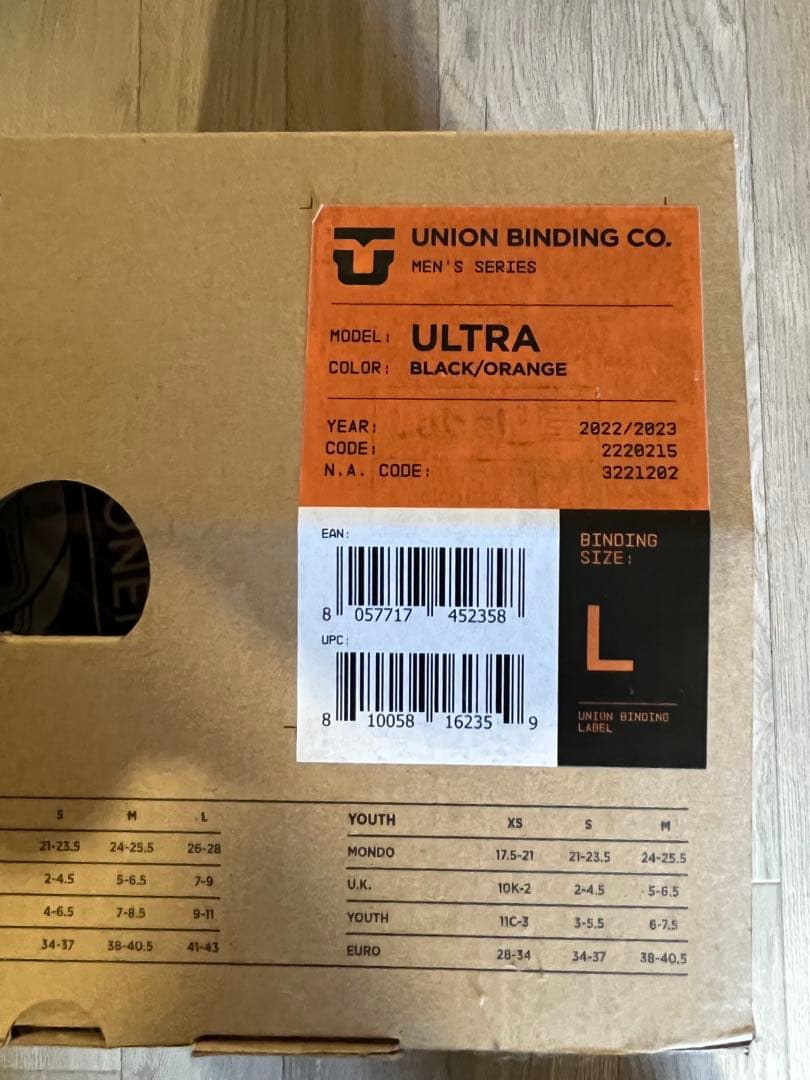 UNION BINDING CO.
MEN'S SERIES
MODEL: ULTRA
COLOR: BLACK/ORANGE
YEAR: 2022/2023
CODE: 2220215
N.A. CODE: 3221202
EAN:
8 057717 452358
UPC:
8 10058 16235 9
BINDING
SIZE:
L
UNION BINDING
LABEL
S M L
21-23.5 24-25.5 26-28
2-4.5 5-6.5 7-9
4-6.5 7-8.5 9-11
34-37 38-40.5 41-43
YOUTH XS S M
MONDO 17.5-21 21-23.5 24-25.5
U.K. 10K-2 2-4.5 5-6.5
YOUTH 11C-3 3-5.5 6-7.5
EURO 28-34 34-37 38-40.5